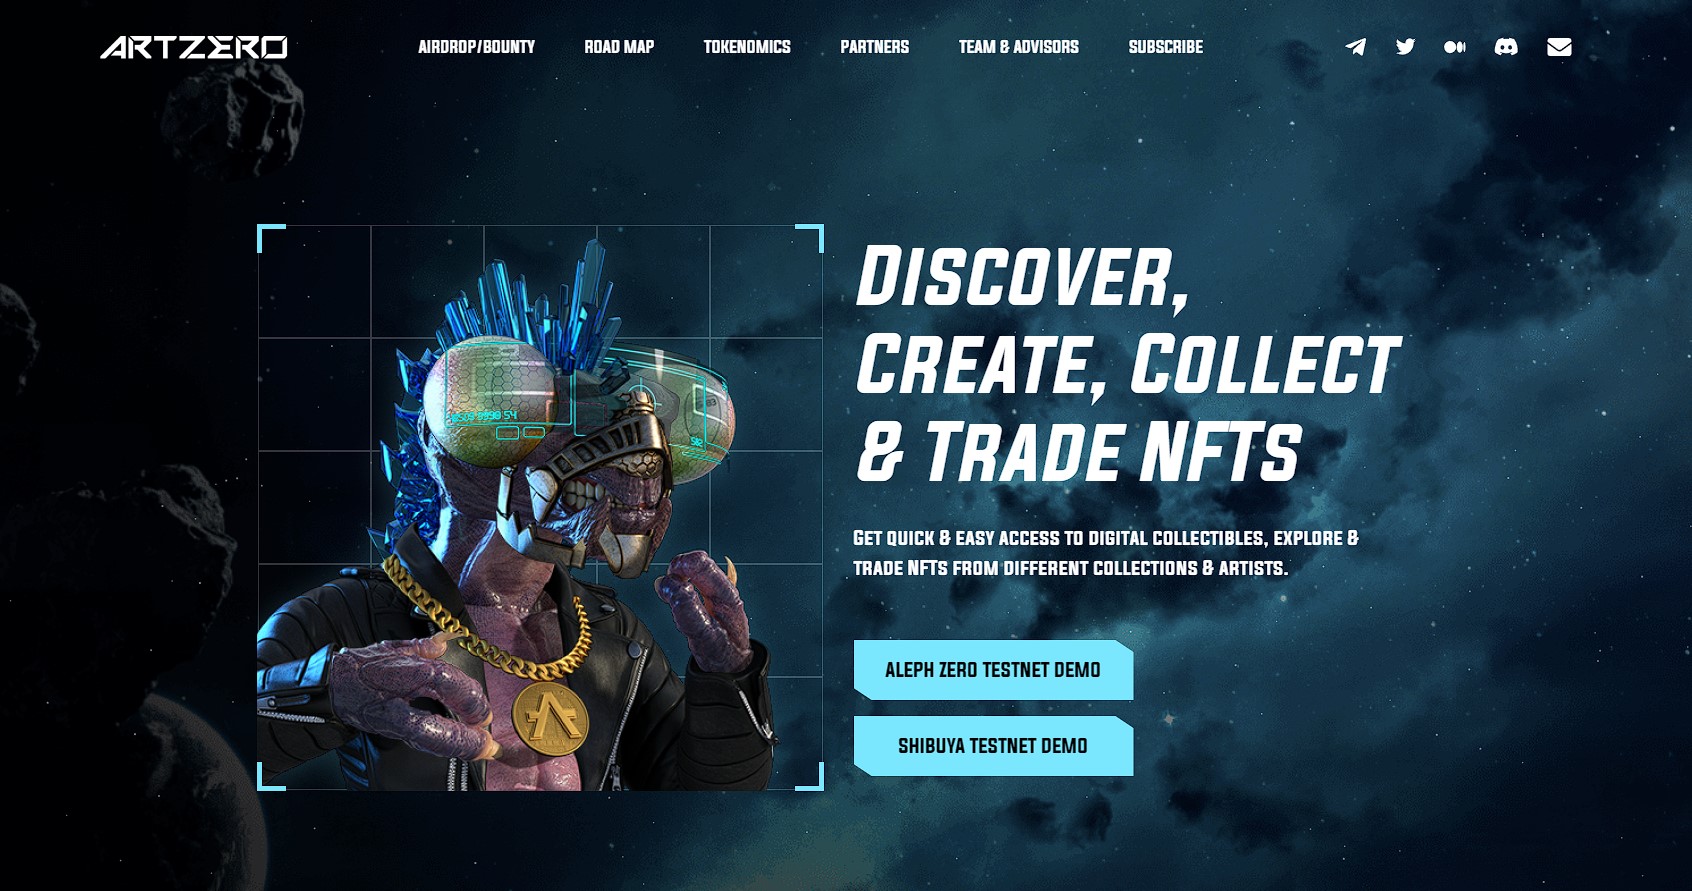 ARTZERO
AIRDROP/BOUNTY
ROAD MAP
TOKENOMICS
PARTNERS
TEAM & ADVISORS
SUBSCRIBE
DISCOVER,
CREATE, COLLECT
& TRADE NFTS
GET QUICK & EASY ACCESS TO DIGITAL COLLECTIBLES, EXPLORE &
TRADE NFTS FROM DIFFERENT COLLECTIONS & ARTISTS.
ALEPH ZERO TESTNET DEMO
SHIBUYA TESTNET DEMO